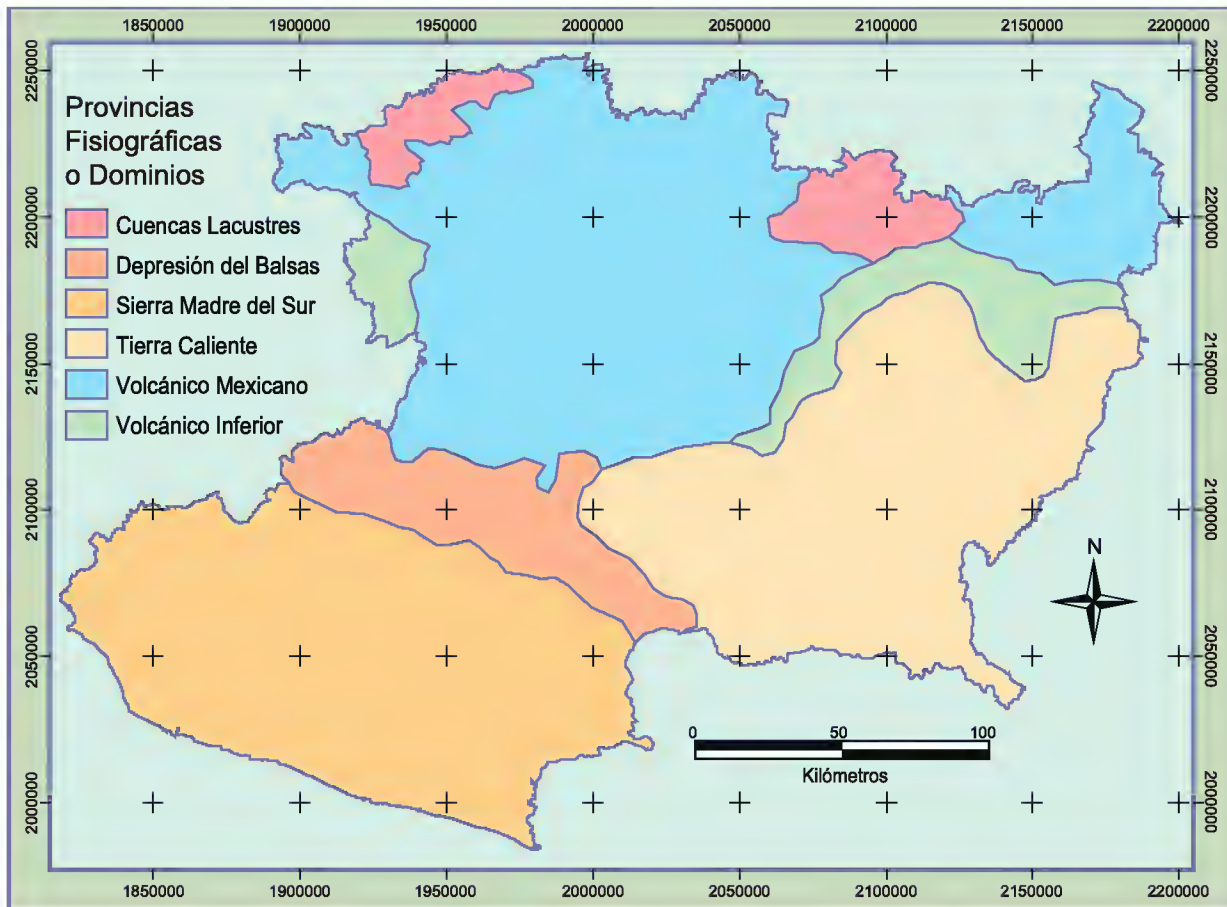 1850000 1900000 1950000 2000000 2050000 2100000 2150000 2200000
2250000
2200000
2150000
2100000
2050000
2000000
Provincias
Fisiográficas
o Dominios
Cuencas Lacustres
Depresión del Balsas
Sierra Madre del Sur
Tierra Caliente
Volcánico Mexicano
Volcánico Inferior
2250000
2200000
2150000
2100000
2050000
2000000
N
0 50 100
Kilómetros
1850000 1900000 1950000 2000000 2050000 2100000 2150000 2200000